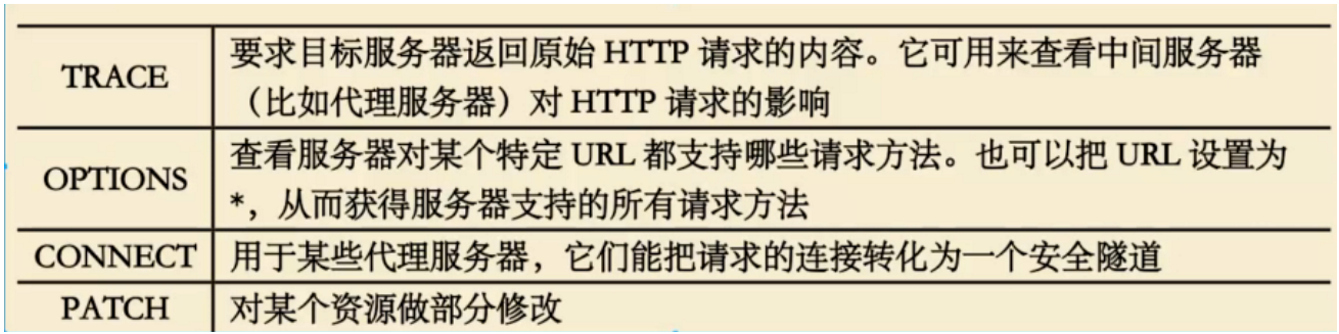 TRACE
要求目标服务器返回原始 HTTP 请求的内容。它可用来查看中间服务器
（比如代理服务器）对 HTTP 请求的影响
OPTIONS
查看服务器对某个特定 URL 都支持哪些请求方法。也可以把 URL 设置为
*，从而获得服务器支持的所有请求方法
CONNECT
用于某些代理服务器，它们能把请求的连接转化为一个安全隧道
PATCH
对某个资源做部分修改